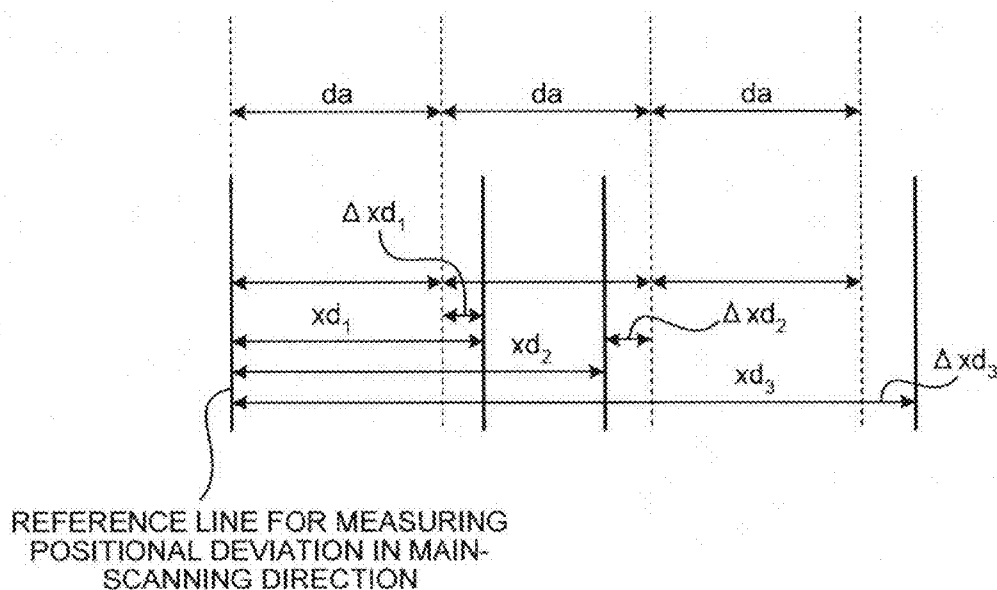 da da da
Δ xd₁
xd₁
xd₂
Δ xd₂
xd₃
Δ xd₃
REFERENCE LINE FOR MEASURING
POSITIONAL DEVIATION IN MAIN-
SCANNING DIRECTION